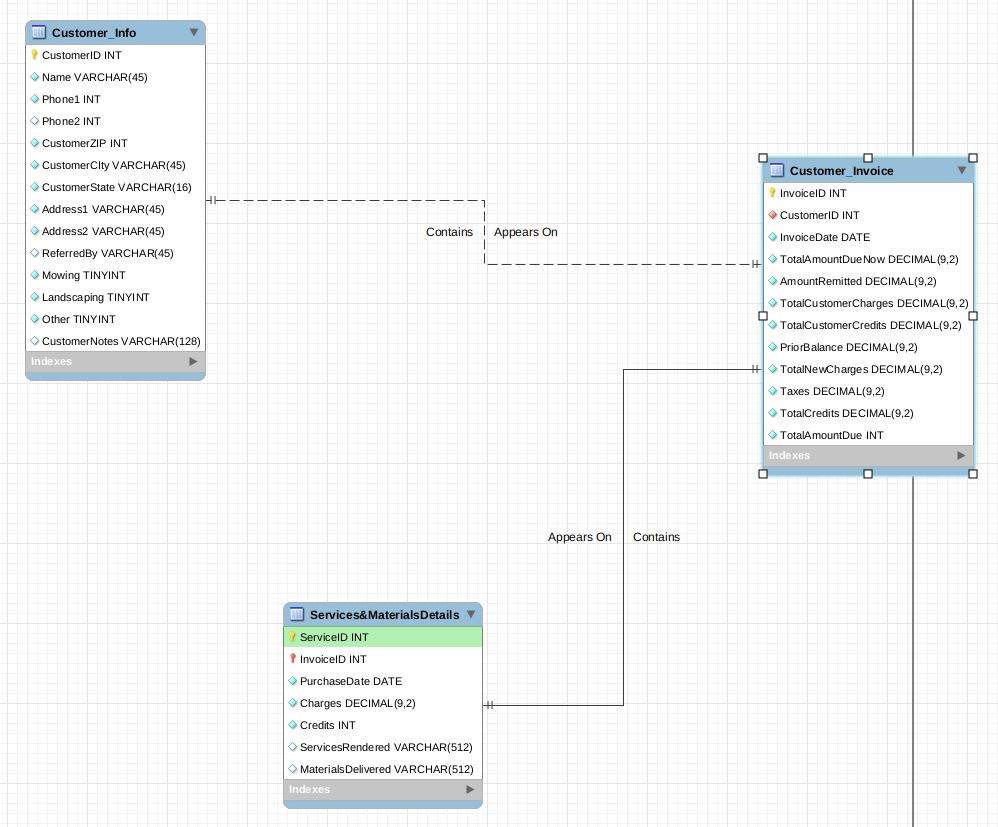 Customer_Info
CustomerID INT
Name VARCHAR(45)
Phone1 INT
Phone2 INT
CustomerZIP INT
CustomerCIty VARCHAR(45)
CustomerState VARCHAR(16)
Address1 VARCHAR(45)
Address2 VARCHAR(45)
ReferredBy VARCHAR(45)
Mowing TINYINT
Landscaping TINYINT
Other TINYINT
CustomerNotes VARCHAR(128)
Indexes
Contains
Appears On
Customer_Invoice
InvoiceID INT
CustomerID INT
InvoiceDate DATE
TotalAmountDueNow DECIMAL(9,2)
AmountRemitted DECIMAL(9,2)
TotalCustomerCharges DECIMAL(9,2)
TotalCustomerCredits DECIMAL(9,2)
PriorBalance DECIMAL(9,2)
TotalNewCharges DECIMAL(9,2)
Taxes DECIMAL(9,2)
TotalCredits DECIMAL(9,2)
TotalAmountDue INT
Indexes
Appears On
Contains
Services&MaterialsDetails
ServiceID INT
InvoiceID INT
PurchaseDate DATE
Charges DECIMAL(9,2)
Credits INT
ServicesRendered VARCHAR(512)
MaterialsDelivered VARCHAR(512)
Indexes